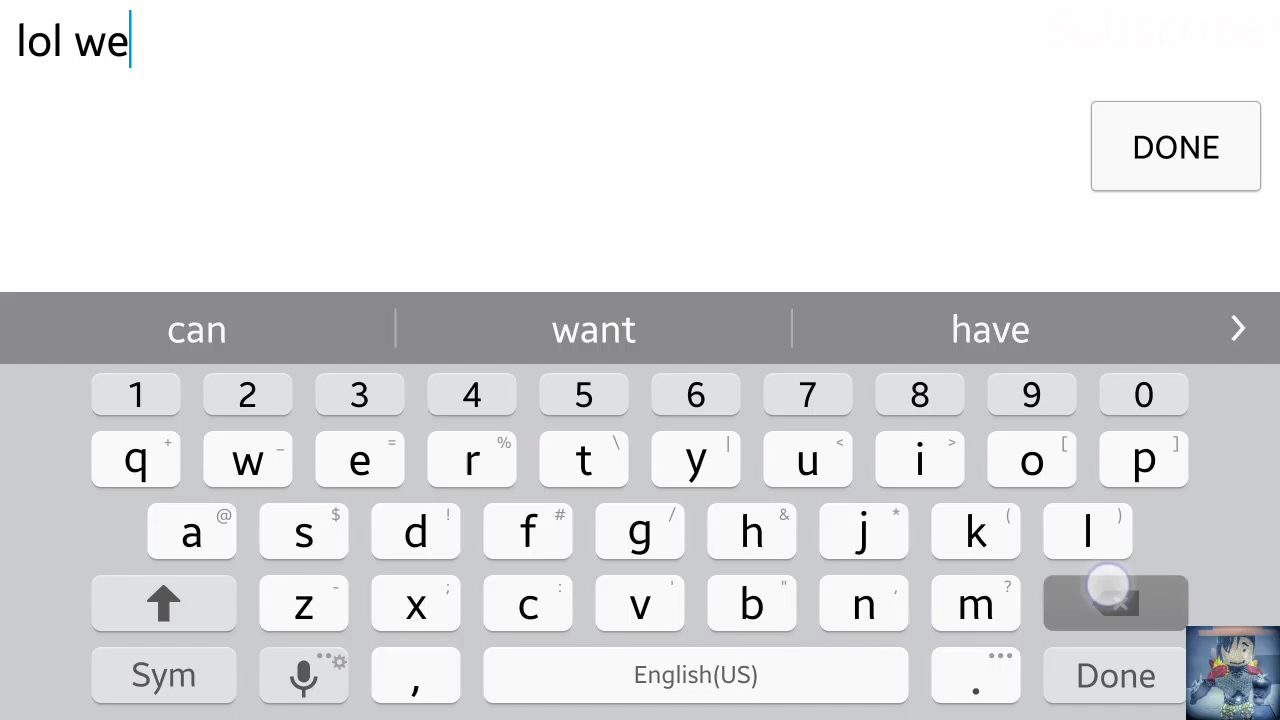 lol we
DONE
can want have
1 2 3 4 5 6 7 8 9 0
q + w _ e = r % t \ y | u < i > o [ p ]
a @ s $ d ! f # g / h & j * k ( l )
z - x ; c : v ' b " n , m ?
Sym , English(US) . Done